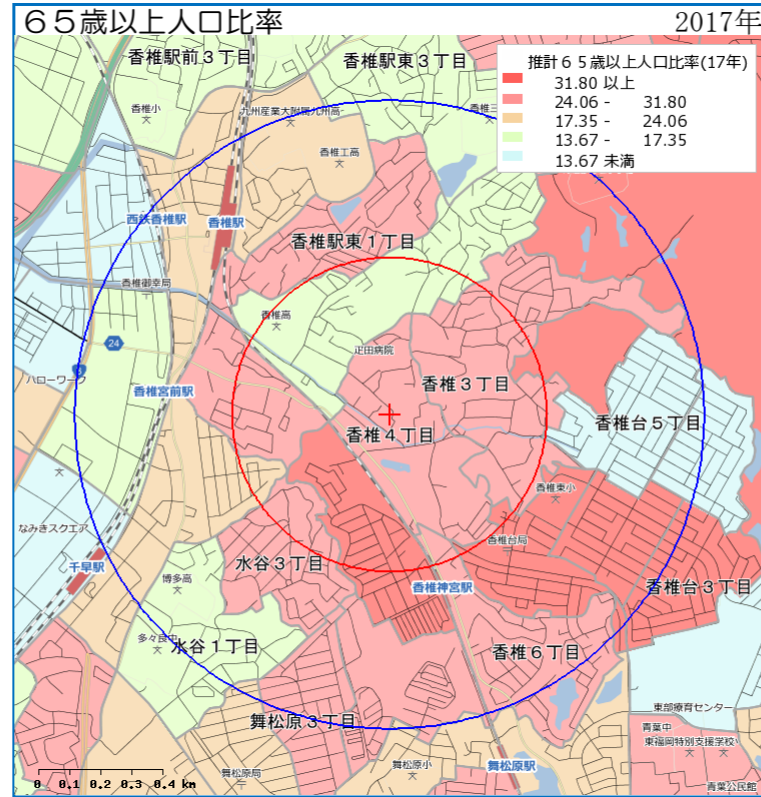 65歳以上人口比率
2017年
推計65歳以上人口比率(17年)
31.80 以上
24.06 - 31.80
17.35 - 24.06
13.67 - 17.35
13.67 未満
香椎駅前3丁目
香椎駅東3丁目
香椎小
九州産業大附属九州高
香椎三
香椎工高
西鉄香椎駅
香椎駅
香椎駅東1丁目
香椎御幸局
香椎高
24
3
疋田病院
ハローワーク
香椎宮前駅
香椎3丁目
香椎4丁目
香椎台5丁目
香椎東小
なみきスクエア
香椎台局
千早駅
水谷3丁目
博多高
香椎神宮駅
香椎台3丁目
多々良中
水谷1丁目
香椎6丁目
舞松原3丁目
東部療育センター
青葉中
東福岡特別支援学校
舞松原局
舞松原小
舞松原駅
青葉公民館
0 0.1 0.2 0.3 0.4 km